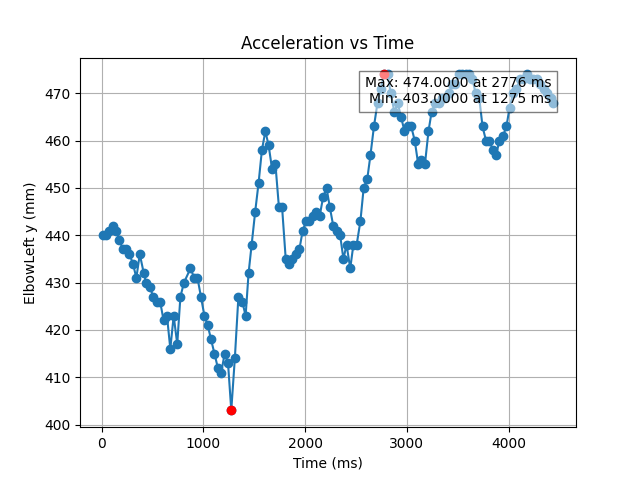 Acceleration vs Time
Max: 474.0000 at 2776 ms
Min: 403.0000 at 1275 ms
ElbowLeft y (mm)
470
460
450
440
430
420
410
400
0 1000 2000 3000 4000
Time (ms)